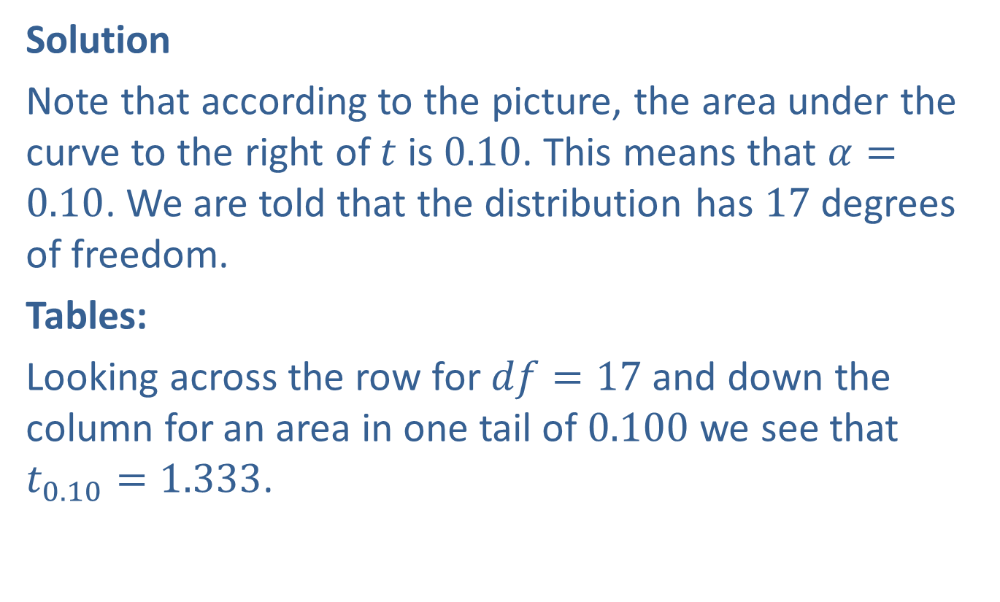 Solution
Note that according to the picture, the area under the
curve to the right of t is 0.10. This means that α =
0.10. We are told that the distribution has 17 degrees
of freedom.
Tables:
Looking across the row for df = 17 and down the
column for an area in one tail of 0.100 we see that
t₀.₁₀ = 1.333.